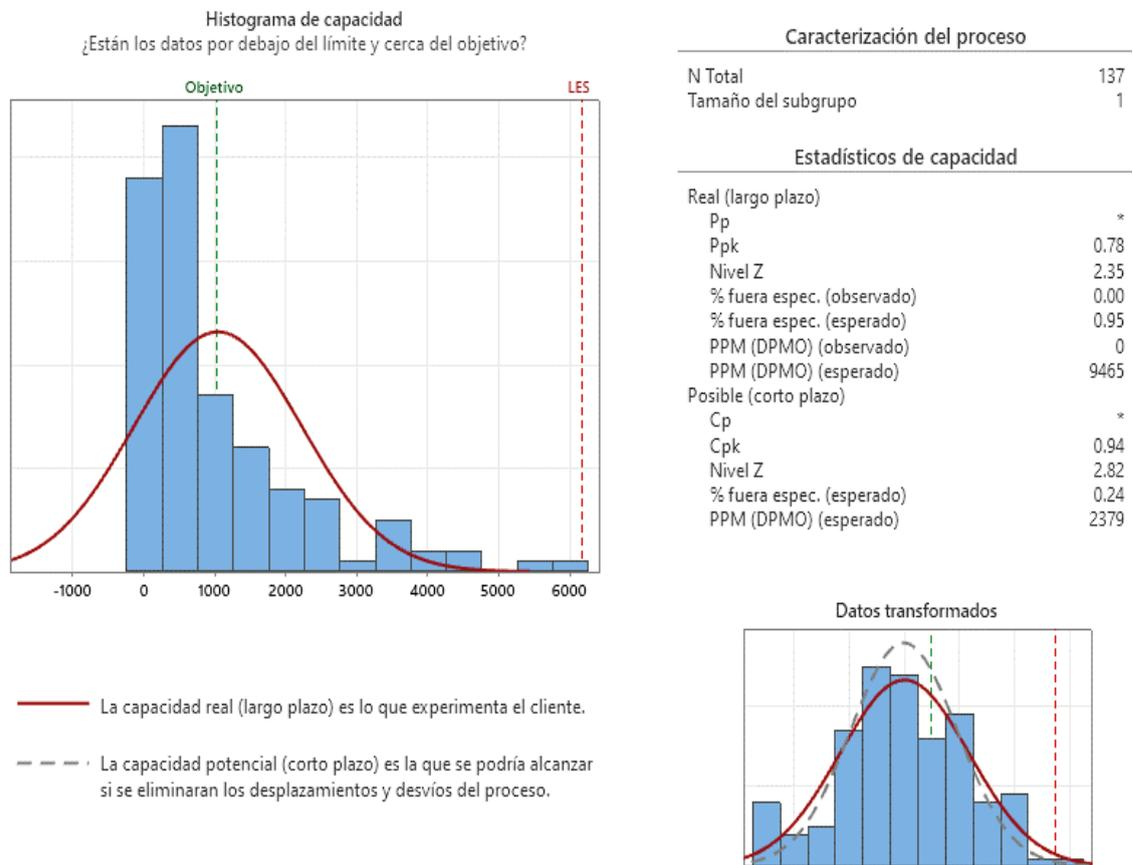 Histograma de capacidad
¿Están los datos por debajo del límite y cerca del objetivo?
Objetivo
LES
-1000 0 1000 2000 3000 4000 5000 6000
La capacidad real (largo plazo) es lo que experimenta el cliente.
La capacidad potencial (corto plazo) es la que se podría alcanzar
si se eliminaran los desplazamientos y desvíos del proceso.
Caracterización del proceso
N Total 137
Tamaño del subgrupo 1
Estadísticos de capacidad
Real (largo plazo)
Pp *
Ppk 0.78
Nivel Z 2.35
% fuera espec. (observado) 0.00
% fuera espec. (esperado) 0.95
PPM (DPMO) (observado) 0
PPM (DPMO) (esperado) 9465
Posible (corto plazo)
Cp *
Cpk 0.94
Nivel Z 2.82
% fuera espec. (esperado) 0.24
PPM (DPMO) (esperado) 2379
Datos transformados